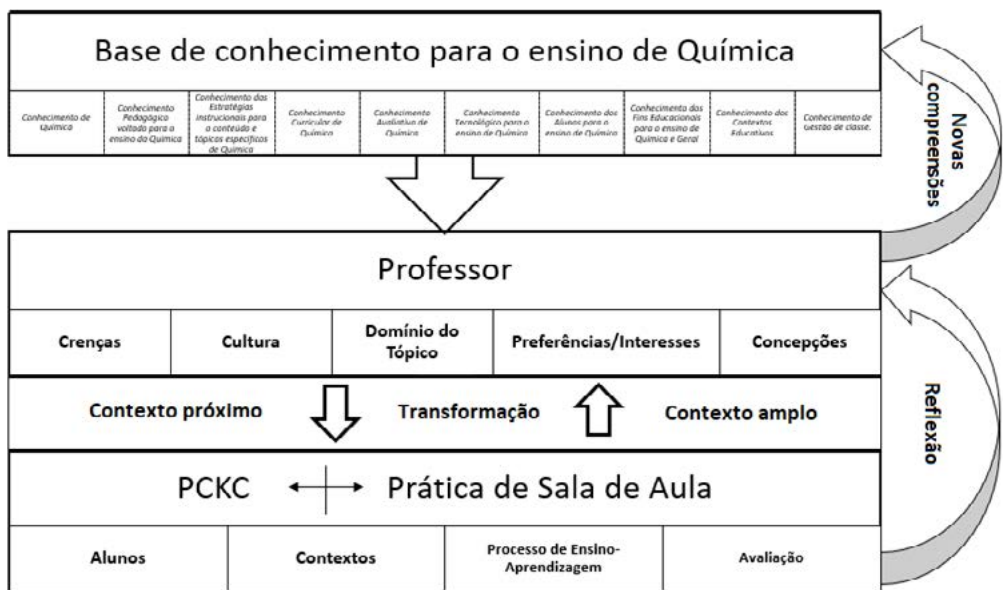 Base de conhecimento para o ensino de Química
Conhecimento de
Química
Conhecimento
Pedagógico
voltado para o
ensino da Química
Conhecimento das
Estratégias
instrucionais para
o conteúdo e
tópicos específicos
de Química
Conhecimento
Curricular de
Química
Conhecimento
Avaliativo de
Química
Conhecimento
Tecnológico para o
ensino de Química
Conhecimento dos
Alunos para o
ensino de Química
Conhecimento dos
Fins Educacionais
para o ensino de
Química e Geral
Conhecimento dos
Contextos
Educativos
Conhecimento de
Gestão de classe.
Novas
compreensões
Professor
Crenças
Cultura
Domínio do
Tópico
Preferências/Interesses
Concepções
Contexto próximo
Transformação
Contexto amplo
Reflexão
PCKC
Prática de Sala de Aula
Alunos
Contextos
Processo de Ensino-
Aprendizagem
Avaliação